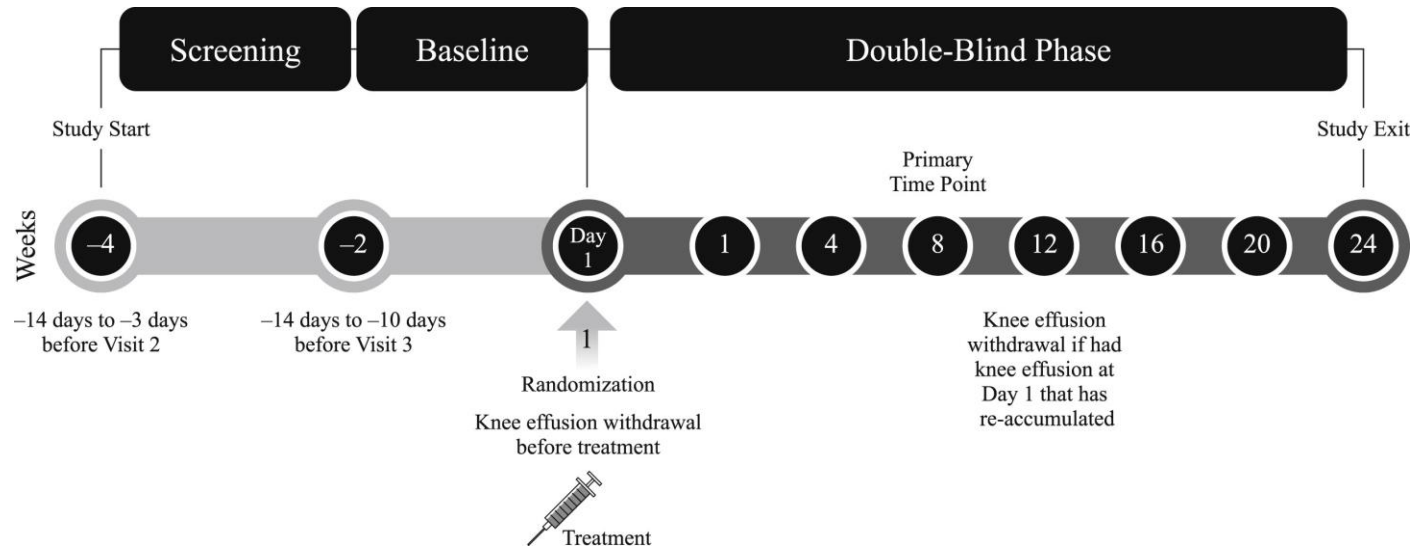 Screening
Baseline
Double-Blind Phase
Study Start
Study Exit
Primary
Time Point
Weeks
–4
–2
Day
1
1
4
8
12
16
20
24
–14 days to –3 days
before Visit 2
–14 days to –10 days
before Visit 3
1
Randomization
Knee effusion withdrawal
before treatment
Treatment
Knee effusion
withdrawal if had
knee effusion at
Day 1 that has
re-accumulated